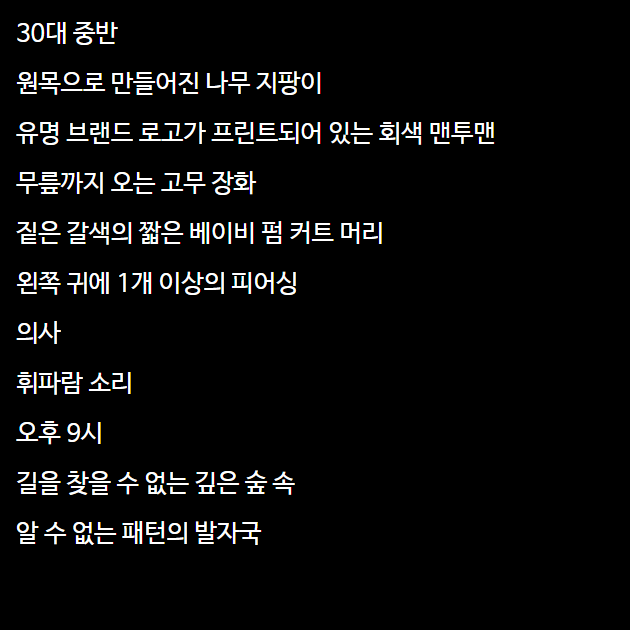 30대 중반
원목으로 만들어진 나무 지팡이
유명 브랜드 로고가 프린트되어 있는 회색 맨투맨
무릎까지 오는 고무 장화
짙은 갈색의 짧은 베이비 펌 커트 머리
왼쪽 귀에 1개 이상의 피어싱
의사
휘파람 소리
오후 9시
길을 찾을 수 없는 깊은 숲 속
알 수 없는 패턴의 발자국